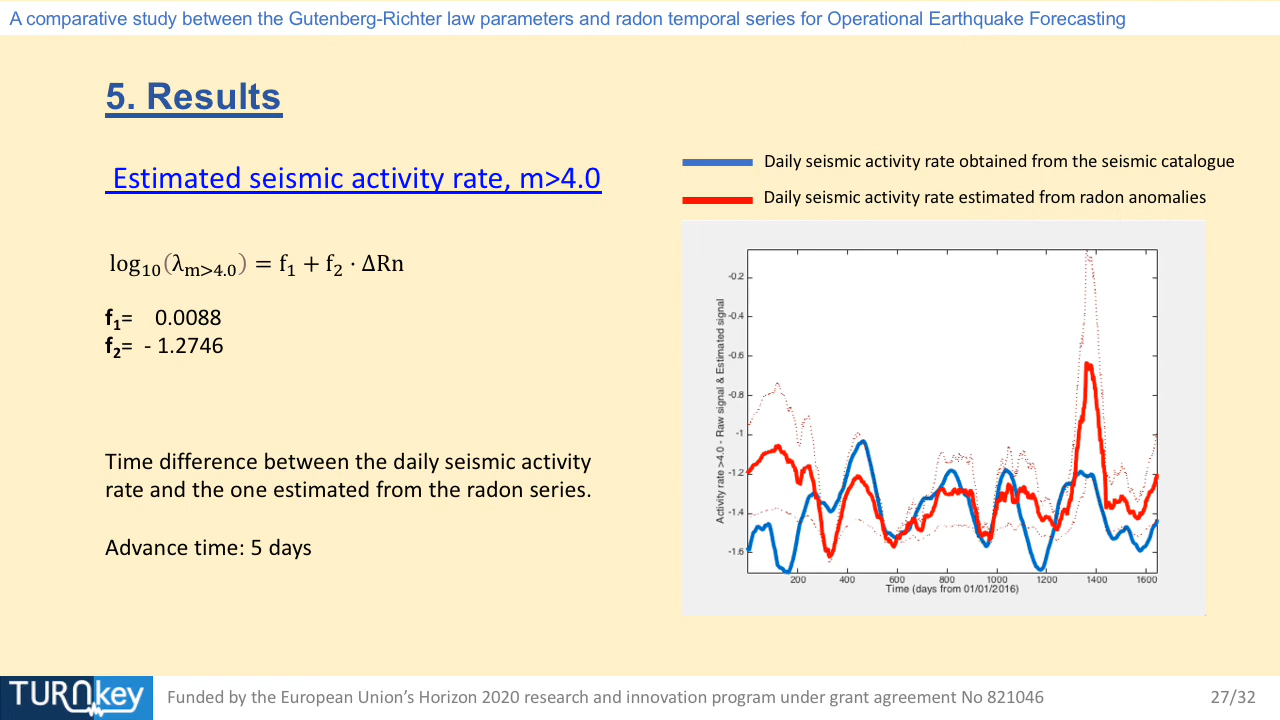 A comparative study between the Gutenberg-Richter law parameters and radon temporal series for Operational Earthquake Forecasting
5. Results
Estimated seismic activity rate, m>4.0
log₁₀(λₘ>₄.₀) = f₁ + f₂ · ΔRn
f₁= 0.0088
f₂= - 1.2746
Time difference between the daily seismic activity
rate and the one estimated from the radon series.
Advance time: 5 days
Daily seismic activity rate obtained from the seismic catalogue
Daily seismic activity rate estimated from radon anomalies
Activity rate >4.0 - Raw signal & Estimated signal
-0.2
-0.4
-0.6
-0.8
-1
-1.2
-1.4
-1.6
200 400 600 800 1000 1200 1400 1600
Time (days from 01/01/2016)
TURNkey
Funded by the European Union's Horizon 2020 research and innovation program under grant agreement No 821046
27/32